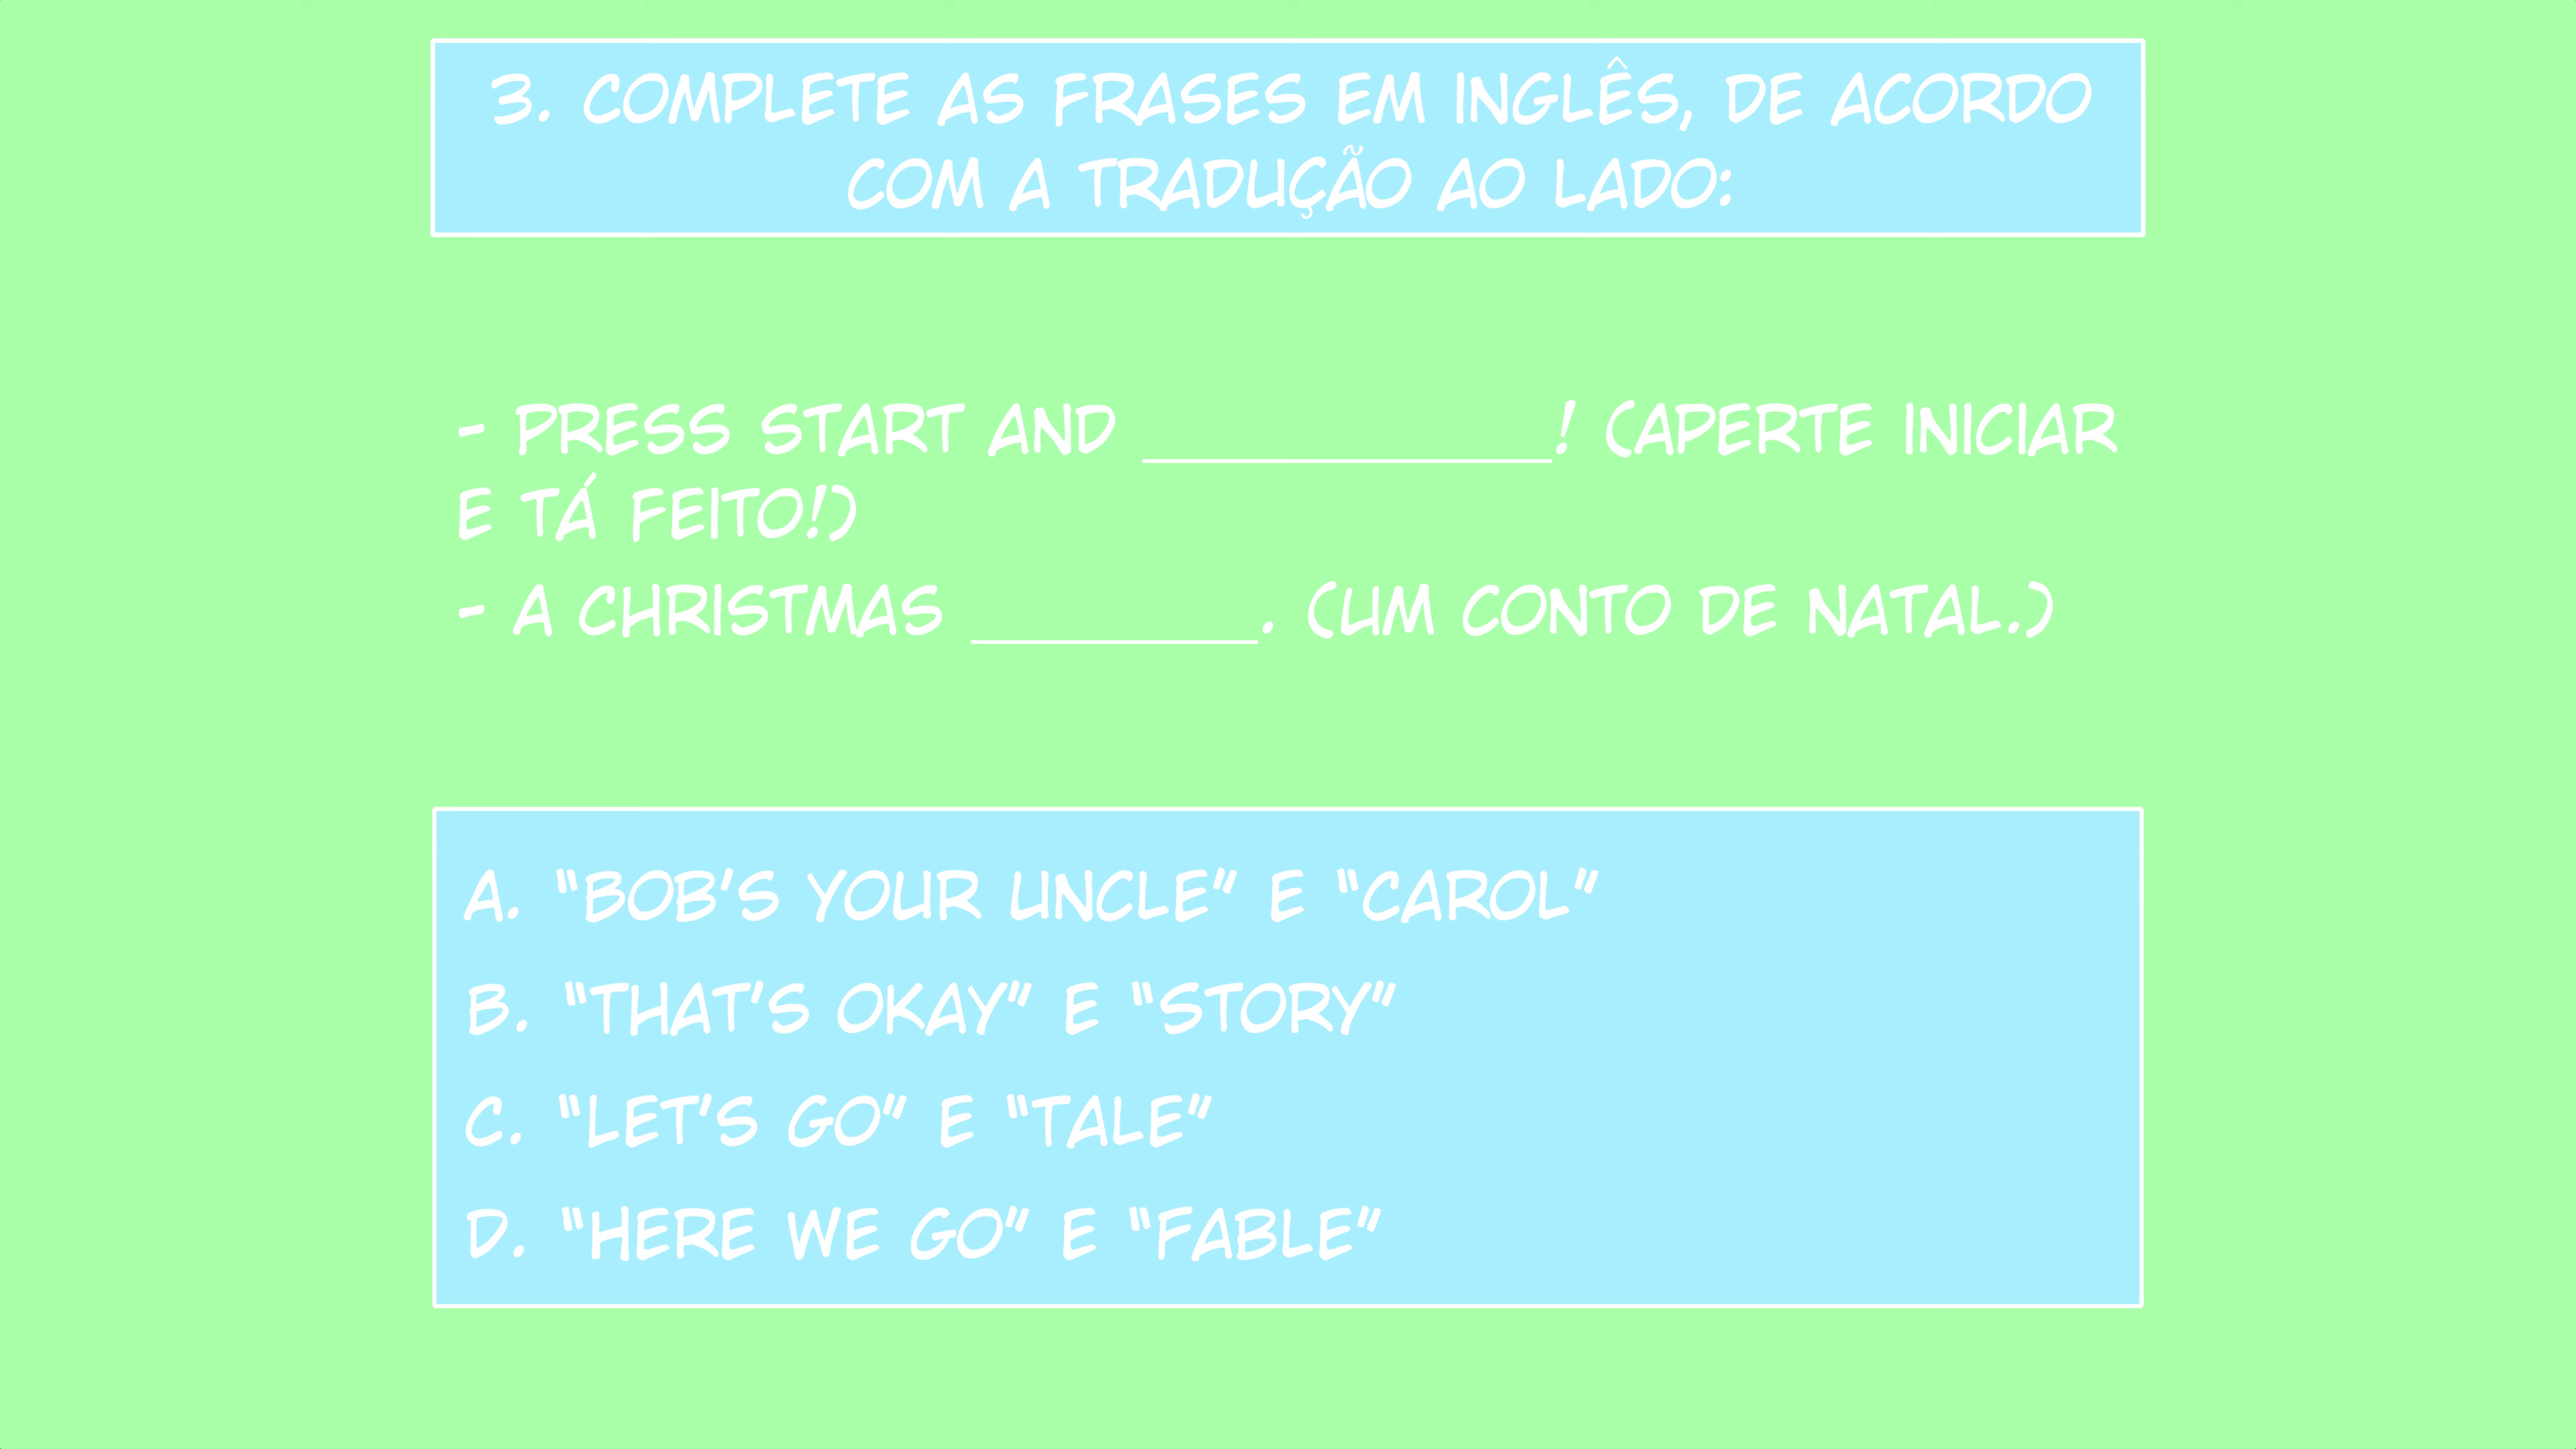 3. COMPLETE AS FRASES EM INGLÊS, DE ACORDO
COM A TRADUÇÃO AO LADO:
- PRESS START AND ____________! (APERTE INICIAR
E TÁ FEITO!)
- A CHRISTMAS ________. (UM CONTO DE NATAL.)
A. "BOB'S YOUR UNCLE" E "CAROL"
B. "THAT'S OKAY" E "STORY"
C. "LET'S GO" E "TALE"
D. "HERE WE GO" E "FABLE"